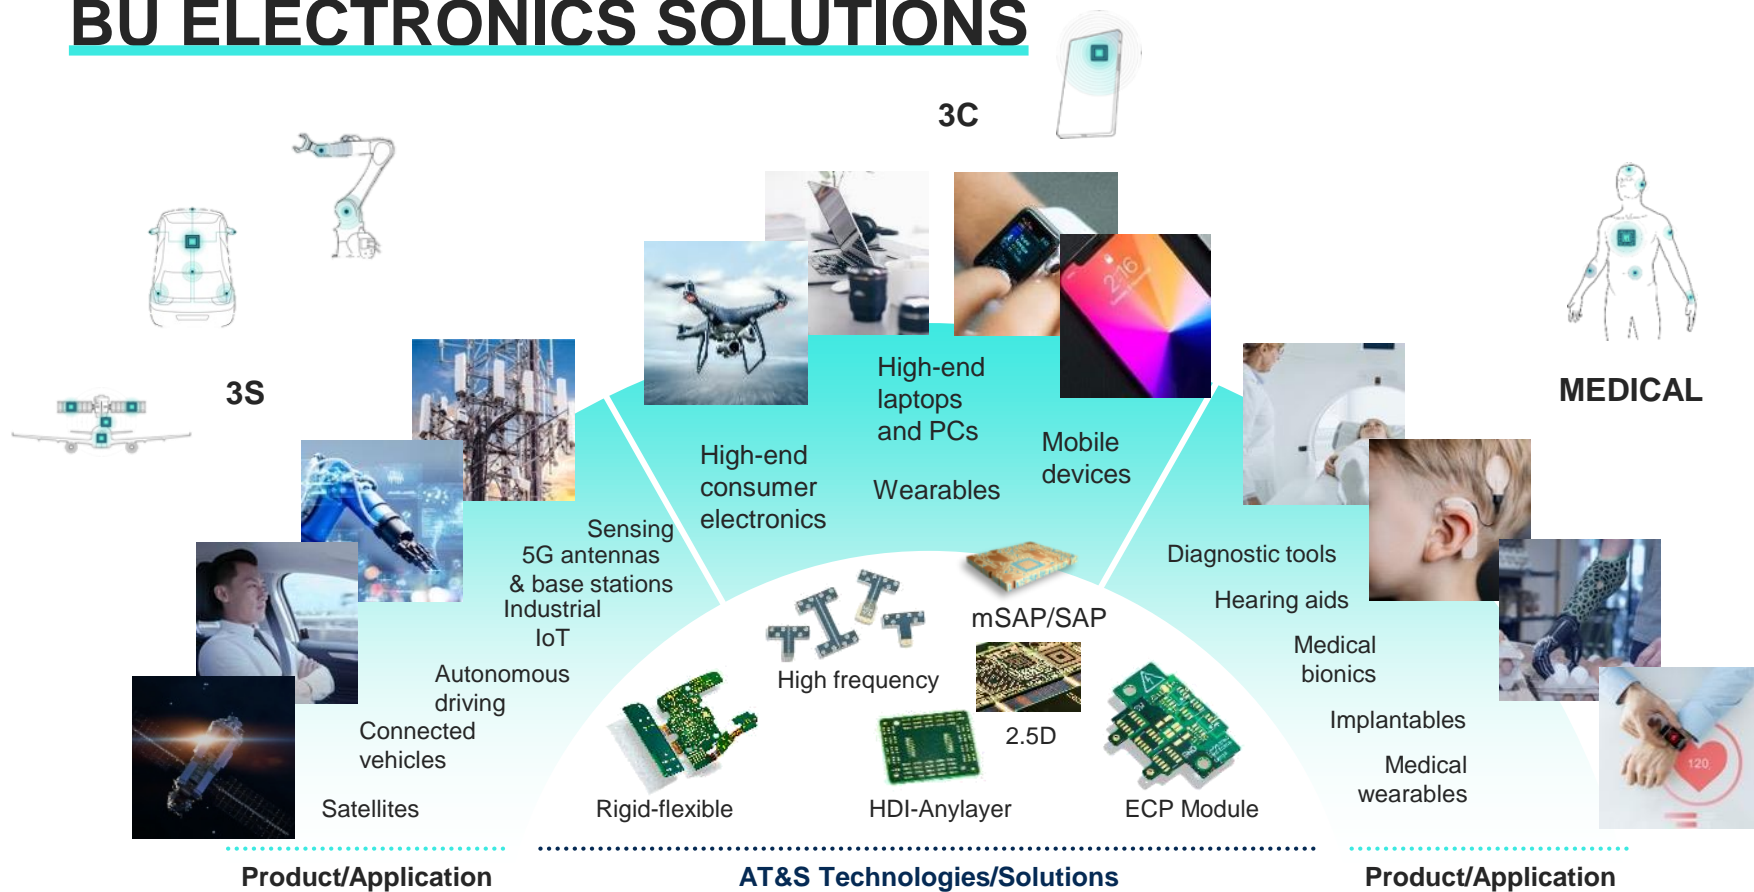 BU ELECTRONICS SOLUTIONS
3C
3S
MEDICAL
High-end
laptops
and PCs
Mobile
devices
High-end
consumer
electronics
Wearables
2:16
Sensing
5G antennas
& base stations
Industrial
IoT
Autonomous
driving
Connected
vehicles
Satellites
Diagnostic tools
Hearing aids
Medical
bionics
Implantables
Medical
wearables
120
mSAP/SAP
High frequency
2.5D
Rigid-flexible
HDI-Anylayer
ECP Module
Product/Application
AT&S Technologies/Solutions
Product/Application